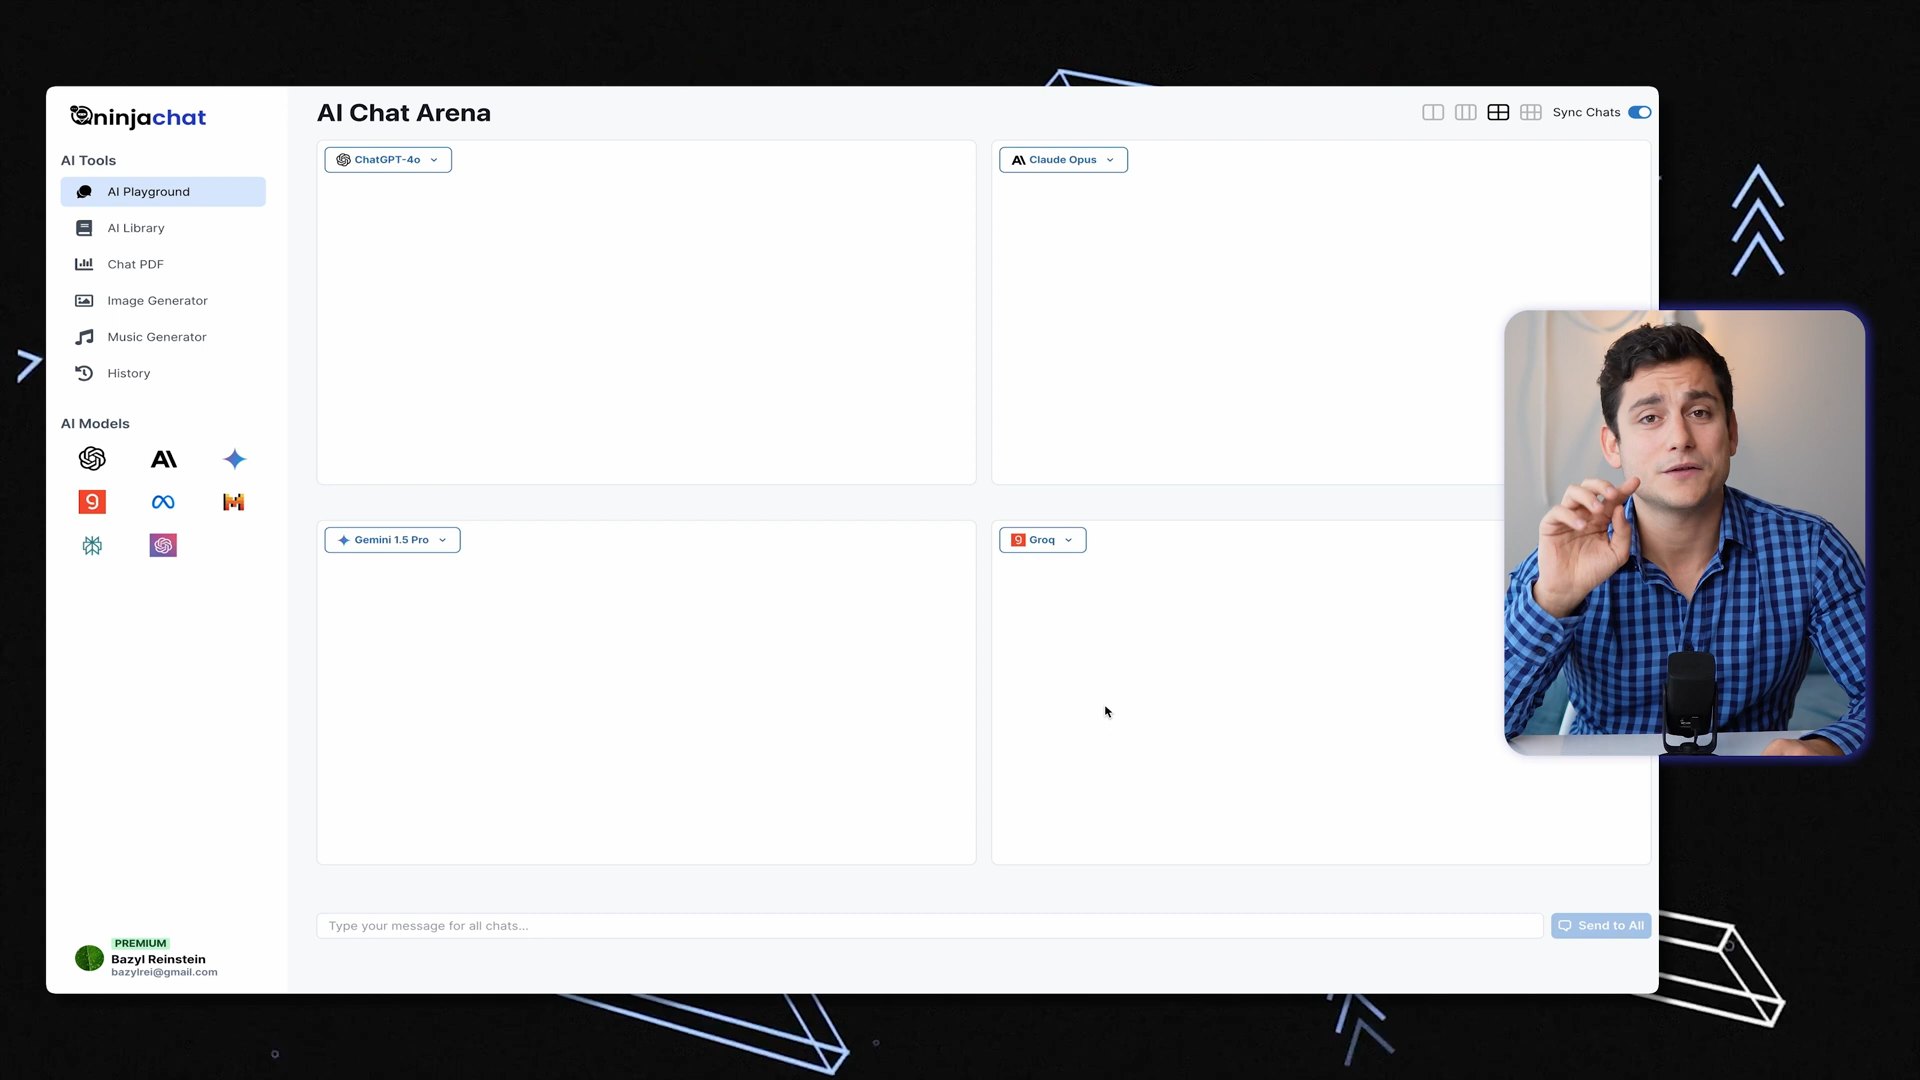 ninjachat
AI Tools
AI Playground
AI Library
Chat PDF
Image Generator
Music Generator
History
AI Models
PREMIUM
Bazyl Reinstein
bazylrei@gmail.com
AI Chat Arena
Sync Chats
ChatGPT-4o
Claude Opus
Gemini 1.5 Pro
Groq
Type your message for all chats...
Send to All